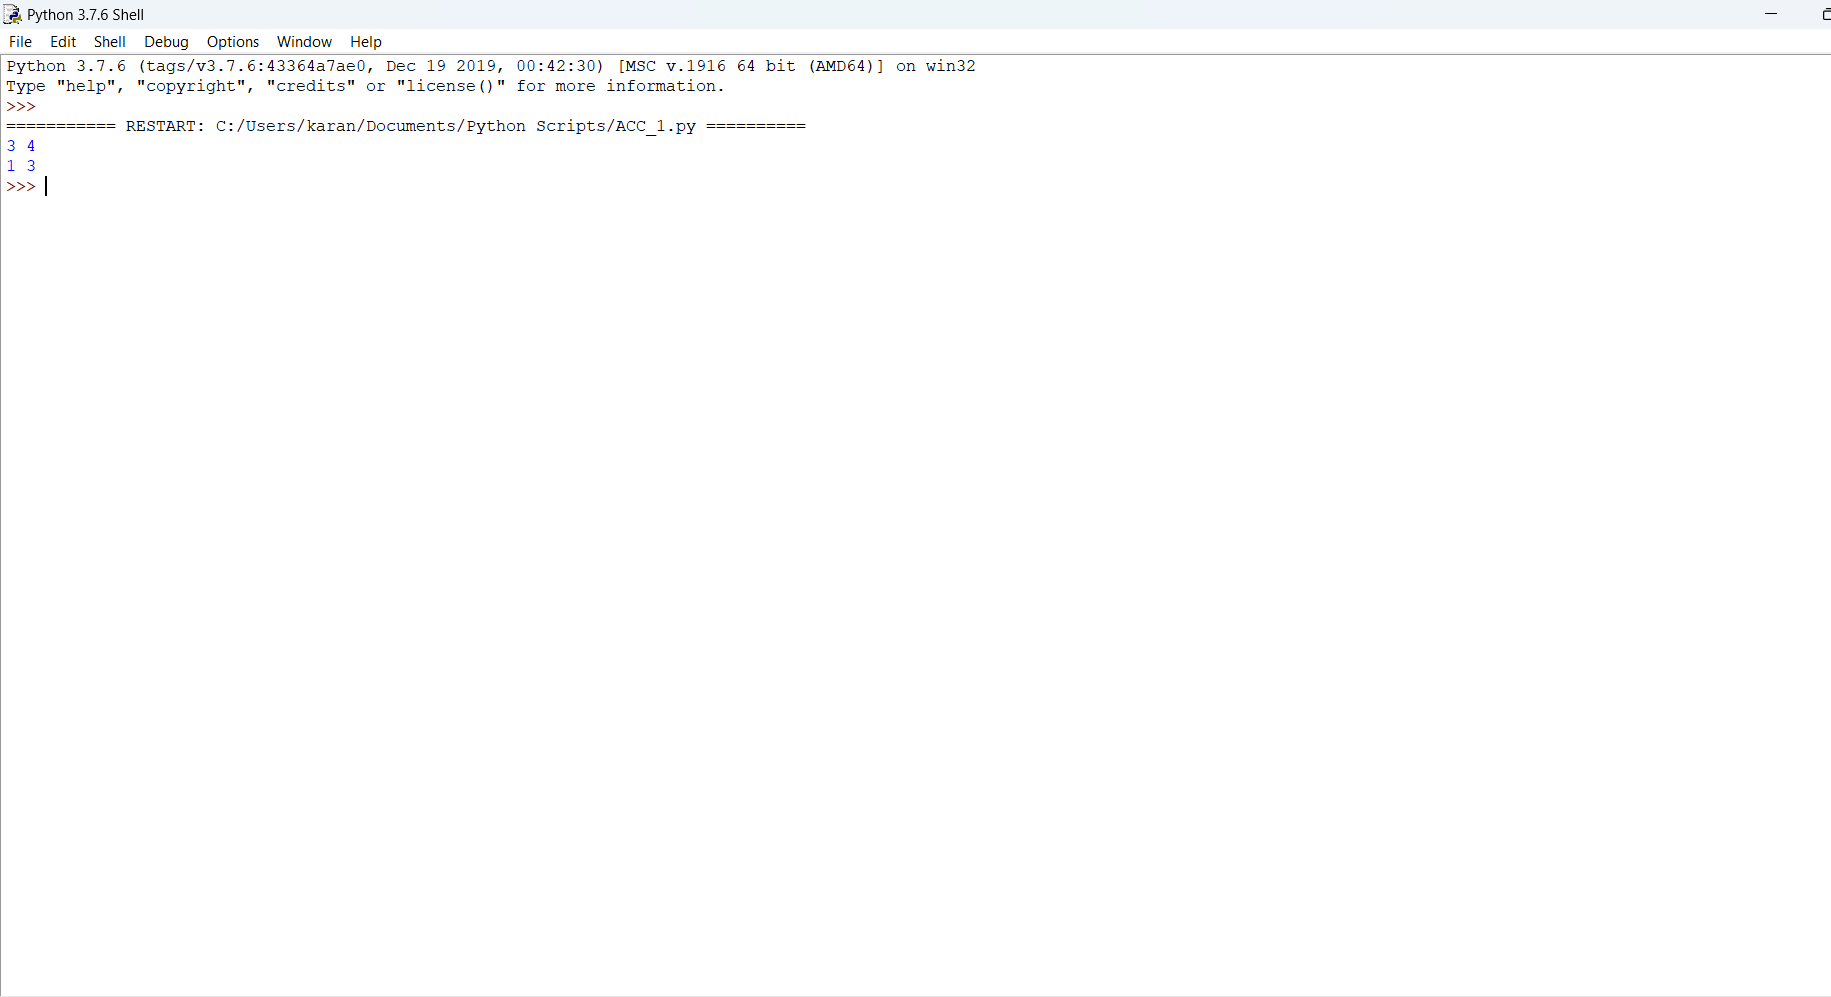 Python 3.7.6 Shell
File Edit Shell Debug Options Window Help
Python 3.7.6 (tags/v3.7.6:43364a7ae0, Dec 19 2019, 00:42:30) [MSC v.1916 64 bit (AMD64)] on win32
Type "help", "copyright", "credits" or "license()" for more information.
>>>
=========== RESTART: C:/Users/karan/Documents/Python Scripts/ACC_1.py ==========
3 4
1 3
>>>